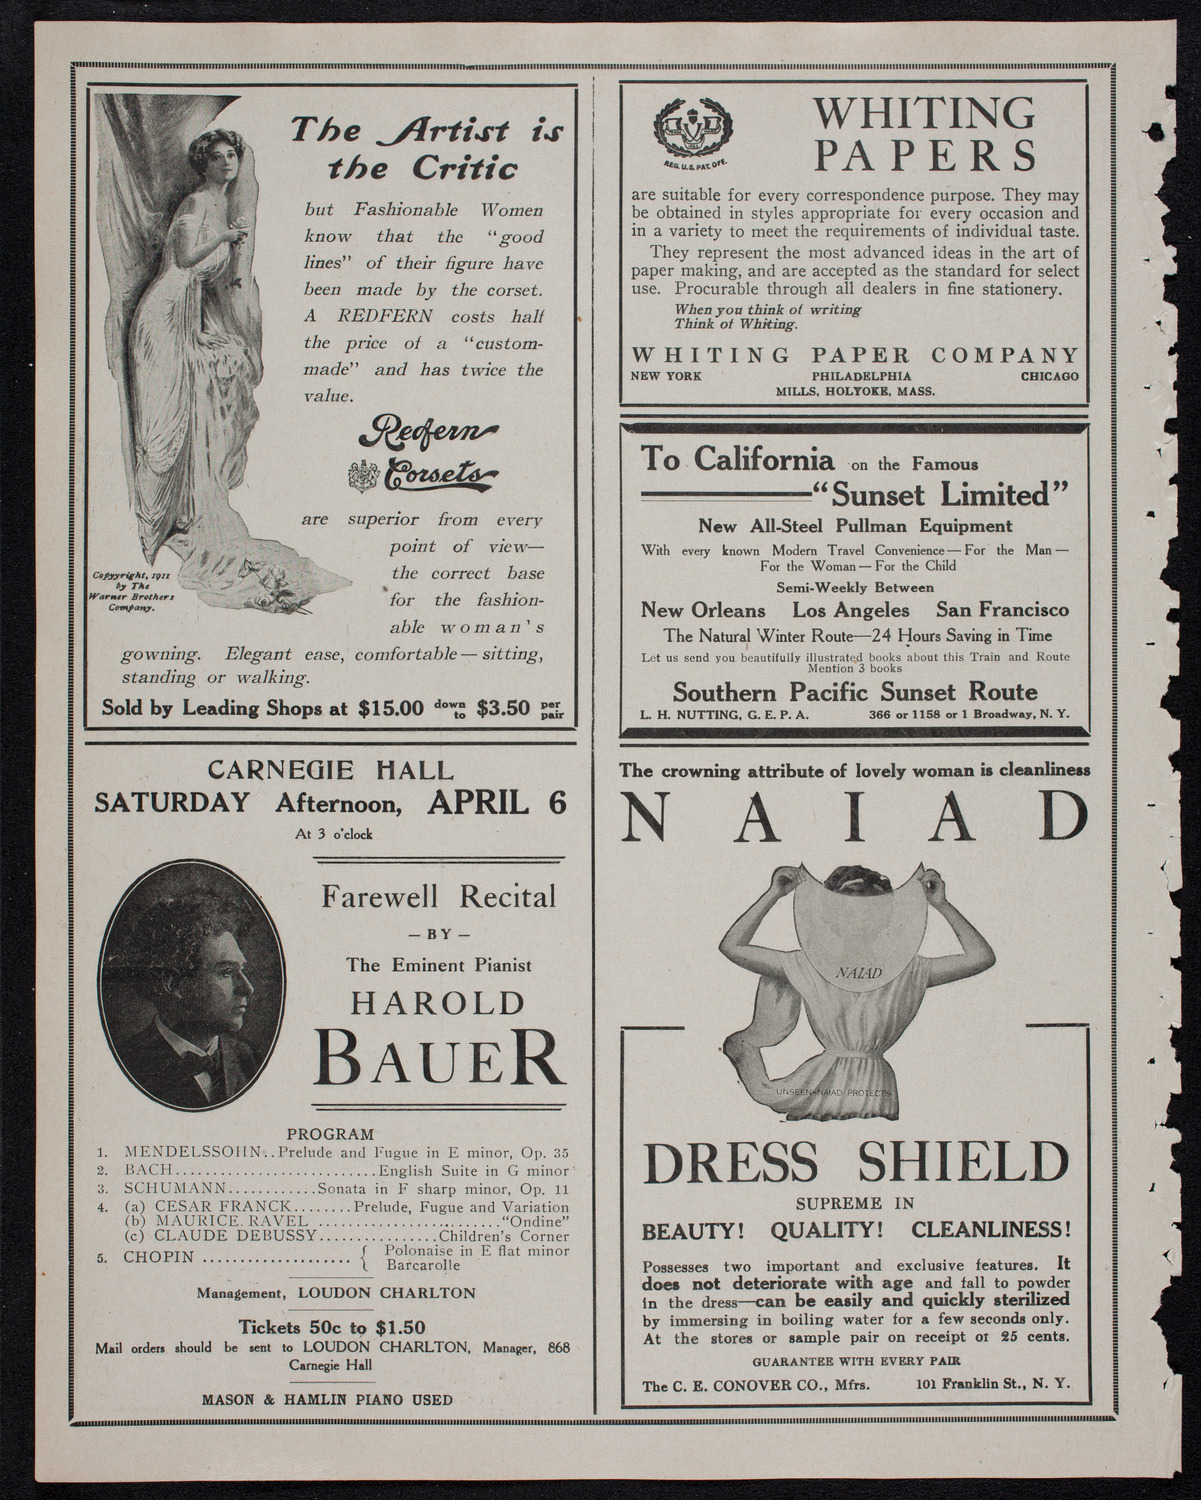 The Artist is
the Critic
but Fashionable Women
know that the "good
lines" of their figure have
been made by the corset.
A REDFERN costs half
the price of a "custom-
made" and has twice the
value.
Redfern
Corsets
are superior from every
point of view—
the correct base
for the fashion-
able woman's
gowning. Elegant ease, comfortable—sitting,
standing or walking.
Copyright, 1911
by The
Warner Brothers
Company.
Sold by Leading Shops at $15.00 down to $3.50 per pair
CARNEGIE HALL
SATURDAY Afternoon, APRIL 6
At 3 o'clock
Farewell Recital
— BY —
The Eminent Pianist
HAROLD
BAUER
PROGRAM
1. MENDELSSOHN..Prelude and Fugue in E minor, Op. 35
2. BACH...........................English Suite in G minor
3. SCHUMANN............Sonata in F sharp minor, Op. 11
4. (a) CESAR FRANCK........Prelude, Fugue and Variation
(b) MAURICE RAVEL ........................"Ondine"
(c) CLAUDE DEBUSSY................Children's Corner
5. CHOPIN ................... { Polonaise in E flat minor
Barcarolle
Management, LOUDON CHARLTON
Tickets 50c to $1.50
Mail orders should be sent to LOUDON CHARLTON, Manager, 868
Carnegie Hall
MASON & HAMLIN PIANO USED
REG. U.S. PAT. OFF.
WHITING
PAPERS
are suitable for every correspondence purpose. They may
be obtained in styles appropriate for every occasion and
in a variety to meet the requirements of individual taste.
They represent the most advanced ideas in the art of
paper making, and are accepted as the standard for select
use. Procurable through all dealers in fine stationery.
When you think of writing
Think of Whiting.
WHITING PAPER COMPANY
NEW YORK PHILADELPHIA CHICAGO
MILLS, HOLYOKE, MASS.
To California on the Famous
"Sunset Limited"
New All-Steel Pullman Equipment
With every known Modern Travel Convenience—For the Man—
For the Woman—For the Child
Semi-Weekly Between
New Orleans Los Angeles San Francisco
The Natural Winter Route—24 Hours Saving in Time
Let us send you beautifully illustrated books about this Train and Route
Mention 3 books
Southern Pacific Sunset Route
L. H. NUTTING, G. E. P. A. 366 or 1158 or 1 Broadway, N. Y.
The crowning attribute of lovely woman is cleanliness
NAIAD
NAIAD
UNSEEN-NAIAD PROTECTS
DRESS SHIELD
SUPREME IN
BEAUTY! QUALITY! CLEANLINESS!
Possesses two important and exclusive features. It
does not deteriorate with age and fall to powder
in the dress—can be easily and quickly sterilized
by immersing in boiling water for a few seconds only.
At the stores or sample pair on receipt of 25 cents.
GUARANTEE WITH EVERY PAIR
The C. E. CONOVER CO., Mfrs. 101 Franklin St., N. Y.